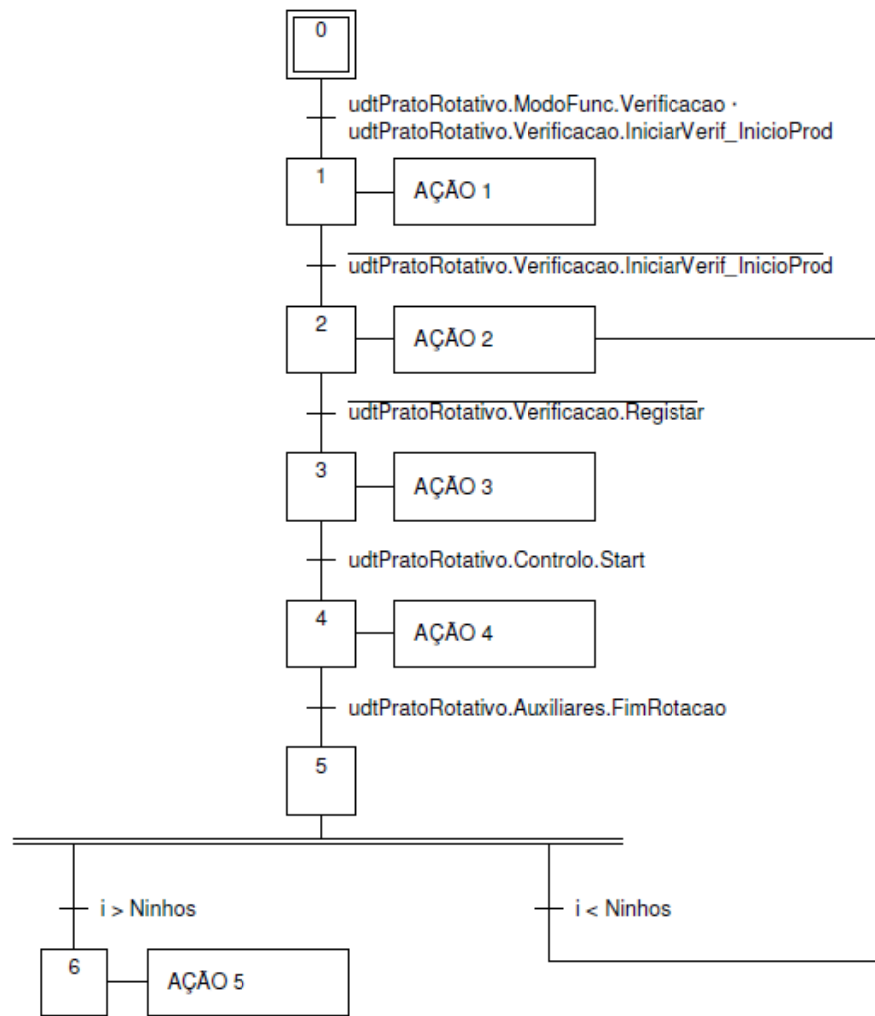 0
udtPratoRotativo.ModoFunc.Verificacao ·
udtPratoRotativo.Verificacao.IniciarVerif_InicioProd
1
AÇÃO 1
udtPratoRotativo.Verificacao.IniciarVerif_InicioProd
2
AÇÃO 2
udtPratoRotativo.Verificacao.Registar
3
AÇÃO 3
udtPratoRotativo.Controlo.Start
4
AÇÃO 4
udtPratoRotativo.Auxiliares.FimRotacao
5
i > Ninhos
i < Ninhos
6
AÇÃO 5